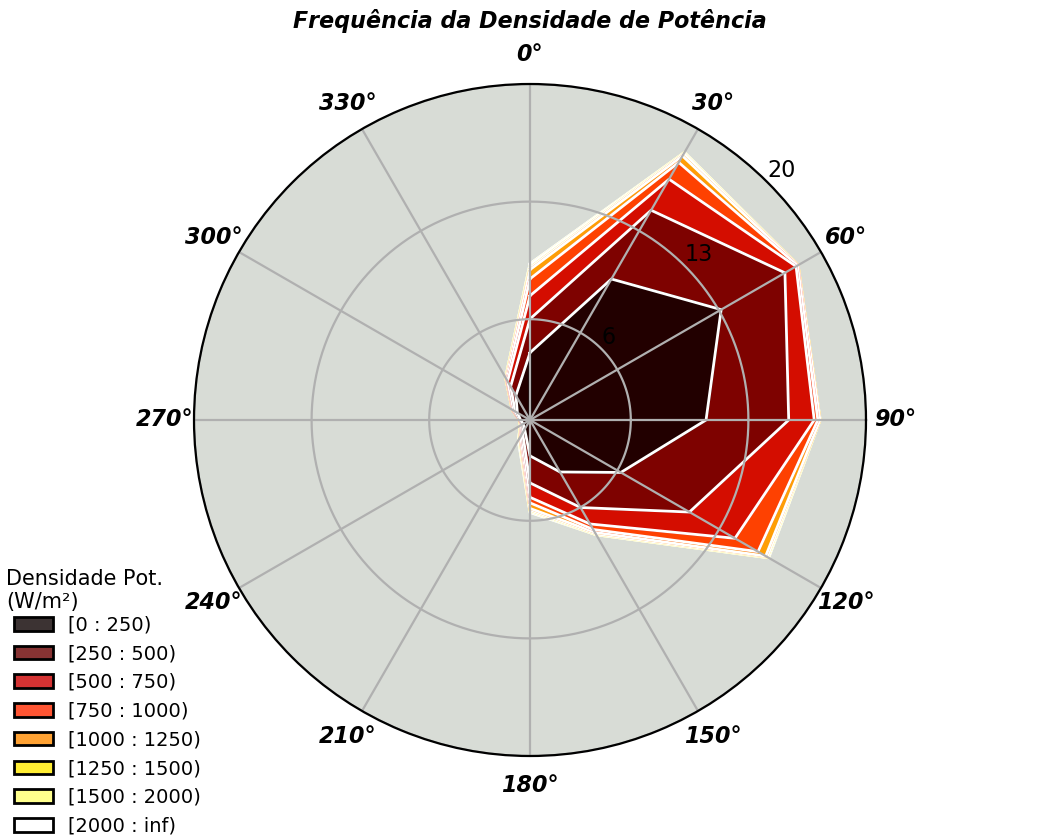 Frequência da Densidade de Potência
0°
330°
30°
20
300°
60°
13
6
270°
90°
240°
120°
210°
150°
180°
Densidade Pot.
(W/m²)
[0 : 250)
[250 : 500)
[500 : 750)
[750 : 1000)
[1000 : 1250)
[1250 : 1500)
[1500 : 2000)
[2000 : inf)